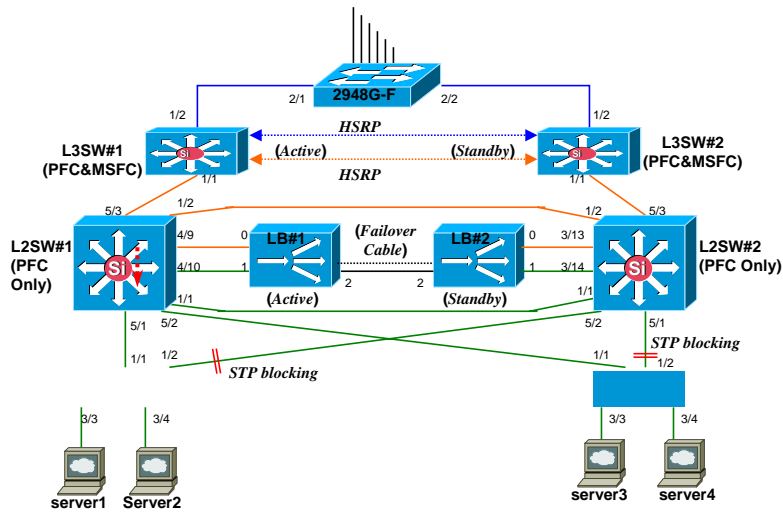 2948G-F
2/1
2/2
1/2
1/2
HSRP
L3SW#1
(PFC&MSFC)
Si
(Active)
(Standby)
Si
L3SW#2
(PFC&MSFC)
HSRP
1/1
1/1
5/3
1/2
1/2
5/3
L2SW#1
(PFC
Only)
Si
4/9
0
LB#1
(Failover
Cable)
LB#2
0
3/13
Si
L2SW#2
(PFC Only)
4/10
1
2
2
1
3/14
(Active)
(Standby)
1/1
1/1
5/1
5/2
5/2
5/1
1/1
1/2
STP blocking
1/1
STP blocking
1/2
3/3
3/4
3/3
3/4
server1
Server2
server3
server4